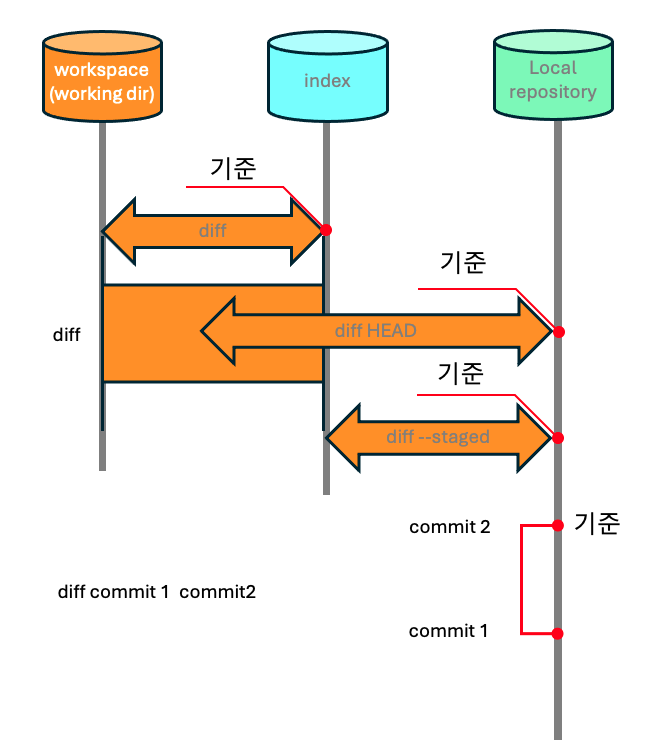 workspace
(working dir)
index
Local
repository
기준
diff
기준
diff HEAD
diff
기준
diff --staged
commit 2
기준
diff commit 1  commit2
commit 1